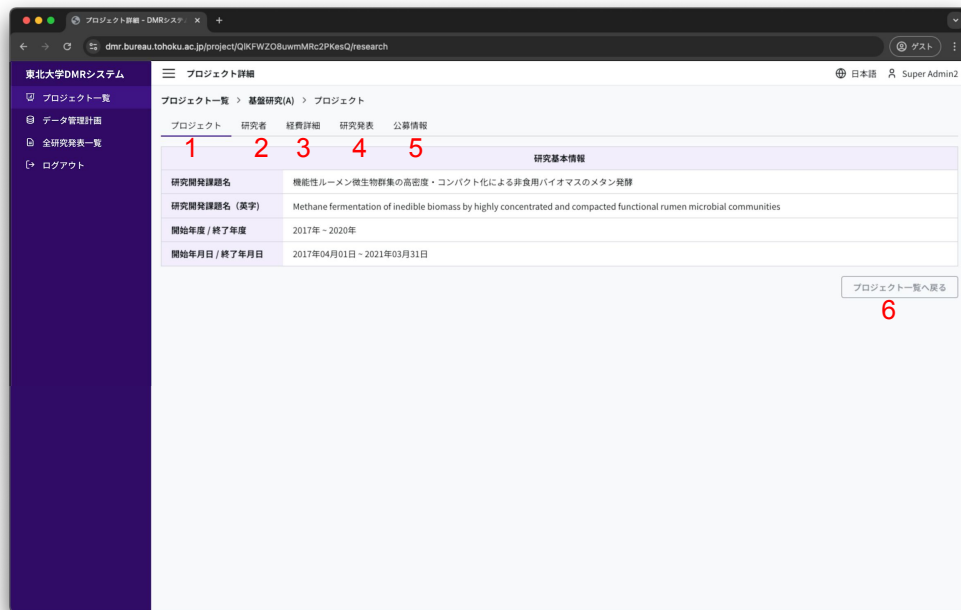 プロジェクト詳細 - DMRシステム
dmr.bureau.tohoku.ac.jp/project/QIKFWZO8uwmMRc2PKesQ/research
ゲスト
東北大学DMRシステム
プロジェクト詳細
日本語 Super Admin2
プロジェクト一覧
データ管理計画
全研究発表一覧
ログアウト
プロジェクト一覧 > 基盤研究(A) > プロジェクト
プロジェクト 研究者 経費詳細 研究発表 公募情報
1 2 3 4 5
研究基本情報
研究開発課題名 機能性ルーメン微生物群集の高密度・コンパクト化による非食用バイオマスのメタン発酵
研究開発課題名（英字) Methane fermentation of inedible biomass by highly concentrated and compacted functional rumen microbial communities
開始年度 / 終了年度 2017年 ~ 2020年
開始年月日 / 終了年月日 2017年04月01日 ~ 2021年03月31日
プロジェクト一覧へ戻る
6